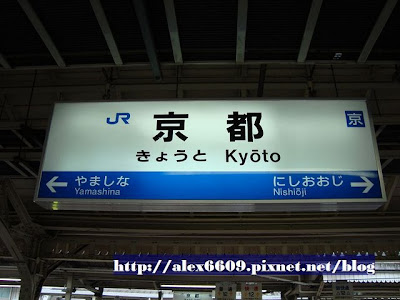 JR 京都 京
きょうと Kyōto
← やましな にしおおじ →
Yamashina Nishiōji
http://alex6609.pixnet.net/blog